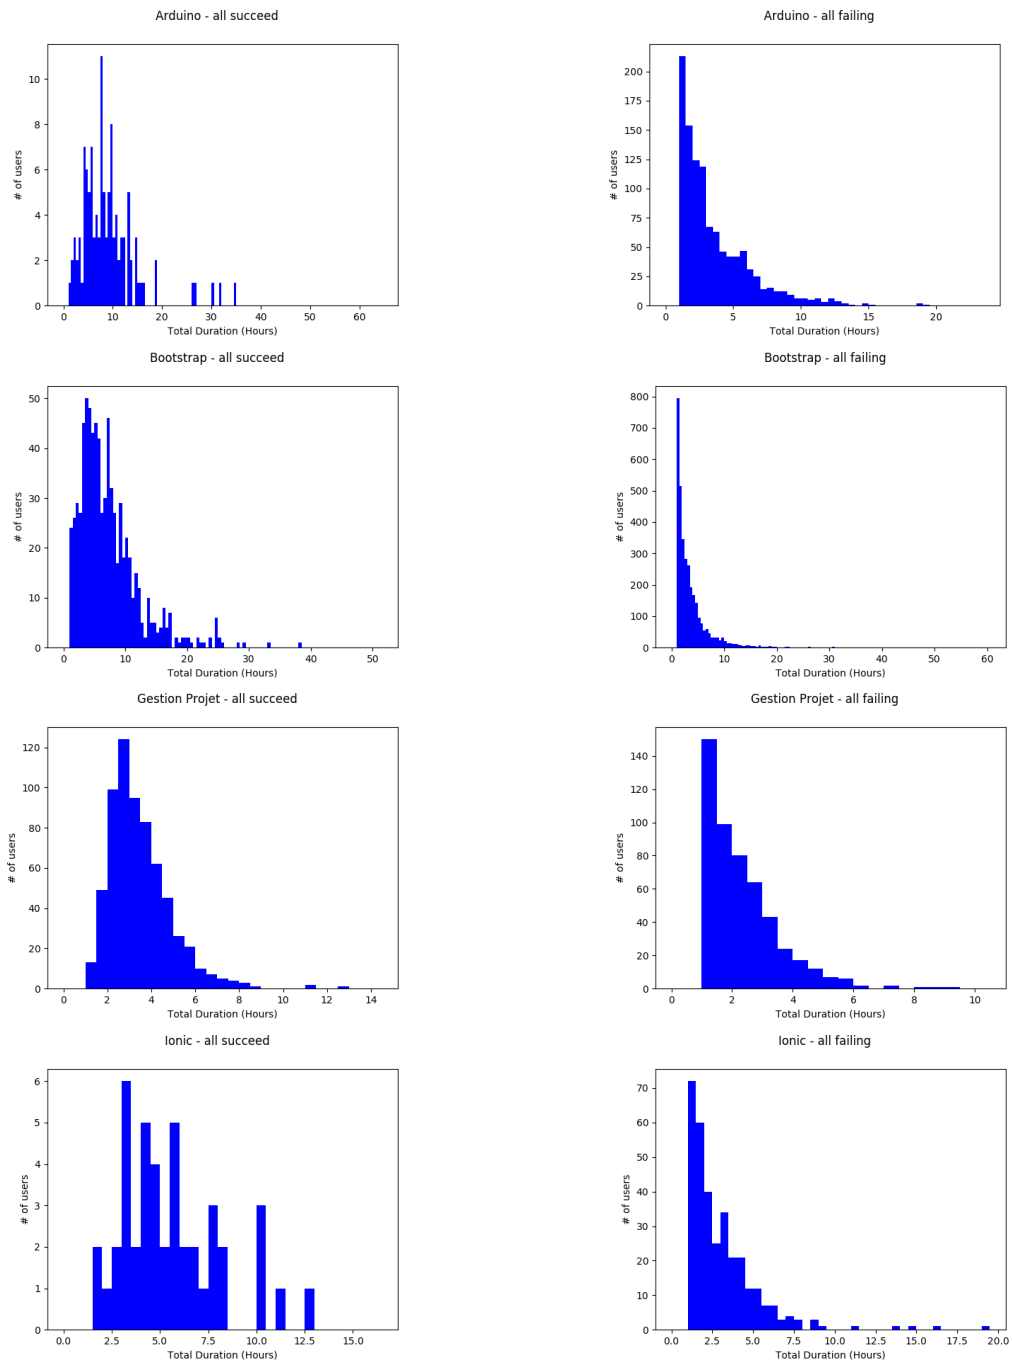 Arduino - all succeed
# of users
10
8
6
4
2
0
0 10 20 30 40 50 60
Total Duration (Hours)
Arduino - all failing
# of users
200
175
150
125
100
75
50
25
0
0 5 10 15 20
Total Duration (Hours)
Bootstrap - all succeed
# of users
50
40
30
20
10
0
0 10 20 30 40 50
Total Duration (Hours)
Bootstrap - all failing
# of users
800
700
600
500
400
300
200
100
0
0 10 20 30 40 50 60
Total Duration (Hours)
Gestion Projet - all succeed
# of users
120
100
80
60
40
20
0
0 2 4 6 8 10 12 14
Total Duration (Hours)
Gestion Projet - all failing
# of users
140
120
100
80
60
40
20
0
0 2 4 6 8 10
Total Duration (Hours)
Ionic - all succeed
# of users
6
5
4
3
2
1
0
0.0 2.5 5.0 7.5 10.0 12.5 15.0
Total Duration (Hours)
Ionic - all failing
# of users
70
60
50
40
30
20
10
0
0.0 2.5 5.0 7.5 10.0 12.5 15.0 17.5 20.0
Total Duration (Hours)